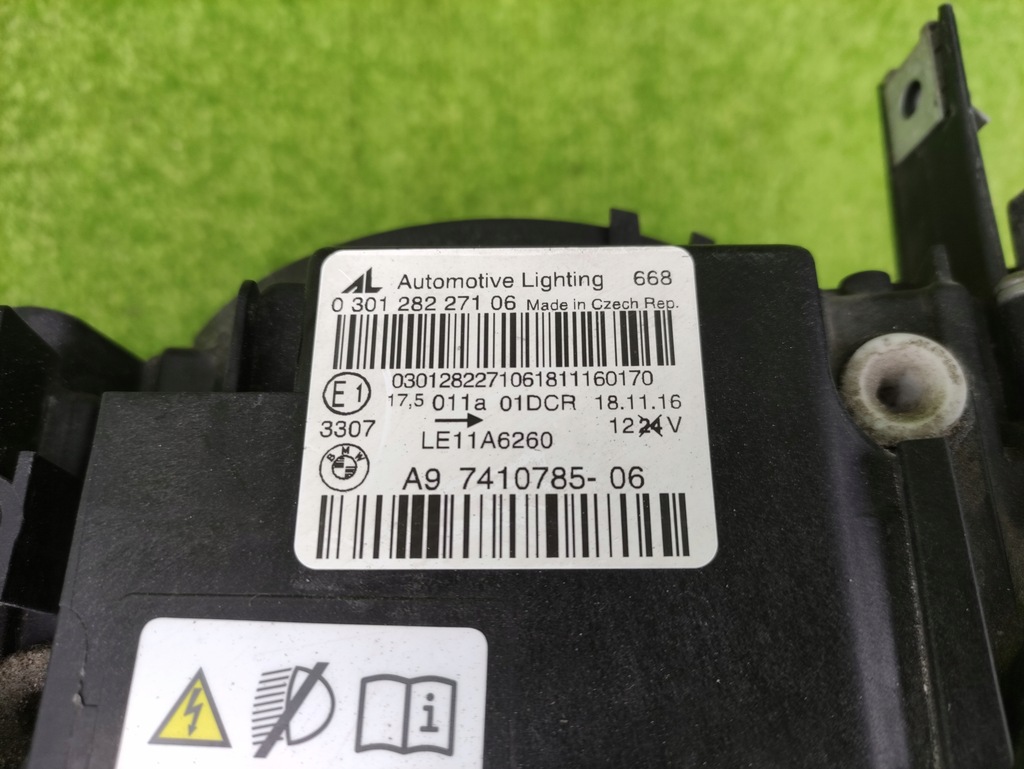 AL Automotive Lighting 668
0 301 282 271 06 Made in Czech Rep.
0301282271061811160170
E1 17,5 011a 01DCR 18.11.16
3307 12 24 V
LE11A6260
BMW
A9 7410785- 06
i